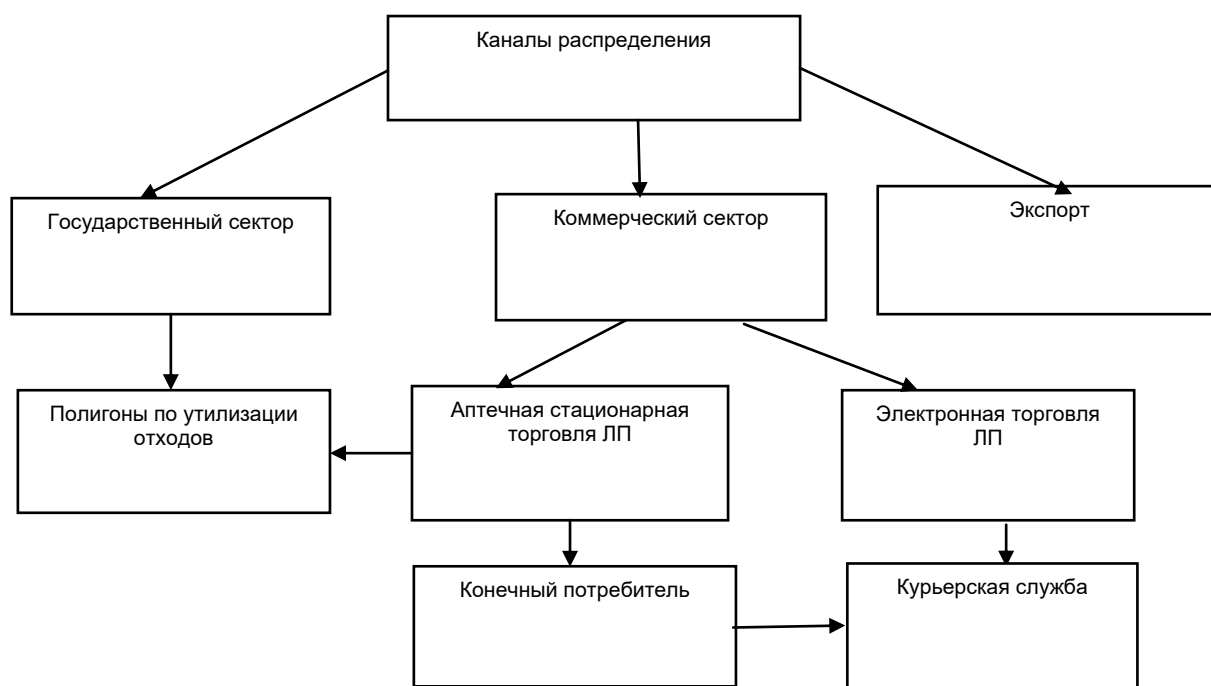 Каналы распределения
Государственный сектор
Коммерческий сектор
Экспорт
Полигоны по утилизации
отходов
Аптечная стационарная
торговля ЛП
Электронная торговля
ЛП
Конечный потребитель
Курьерская служба